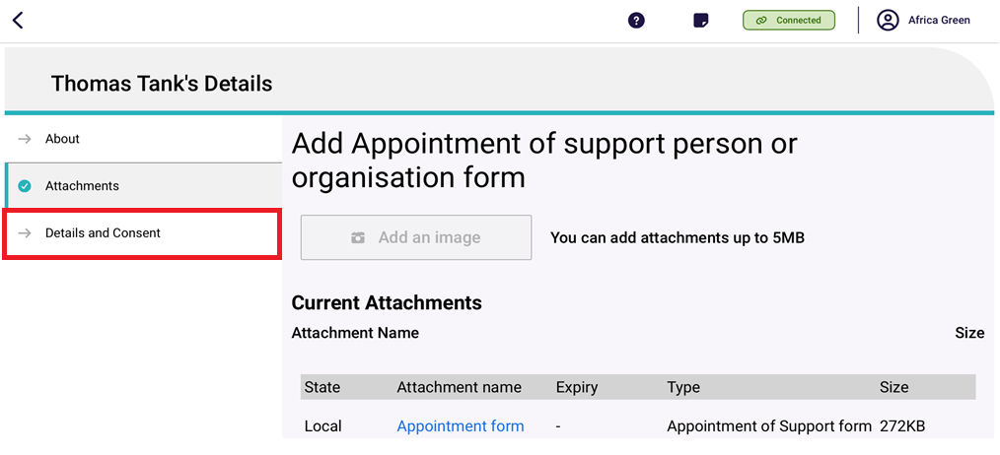 ? Connected Africa Green
Thomas Tank's Details
About
Attachments
Details and Consent
Add Appointment of support person or
organisation form
Add an image You can add attachments up to 5MB
Current Attachments
Attachment Name Size
State Attachment name Expiry Type Size
Local Appointment form - Appointment of Support form 272KB